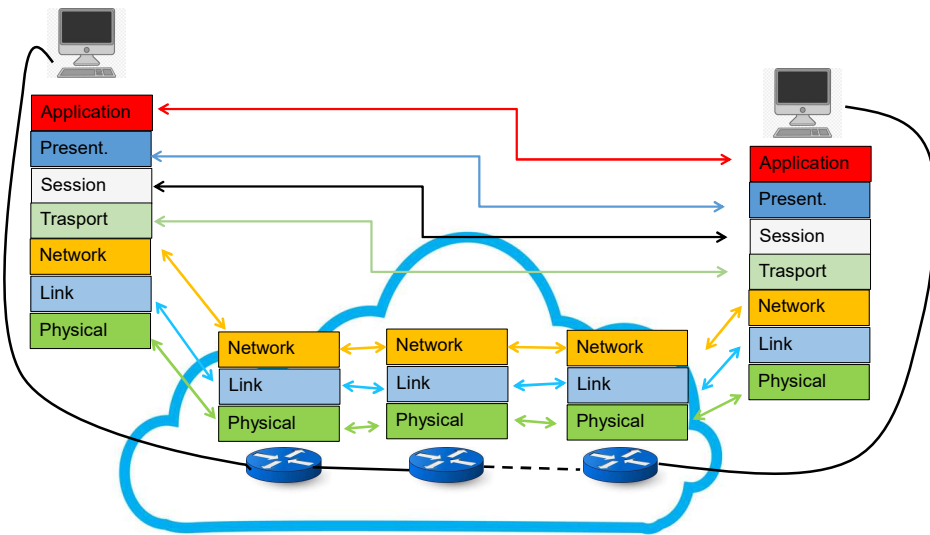 Application
Present.
Session
Trasport
Network
Link
Physical
Network
Link
Physical
Network
Link
Physical
Network
Link
Physical
Application
Present.
Session
Trasport
Network
Link
Physical